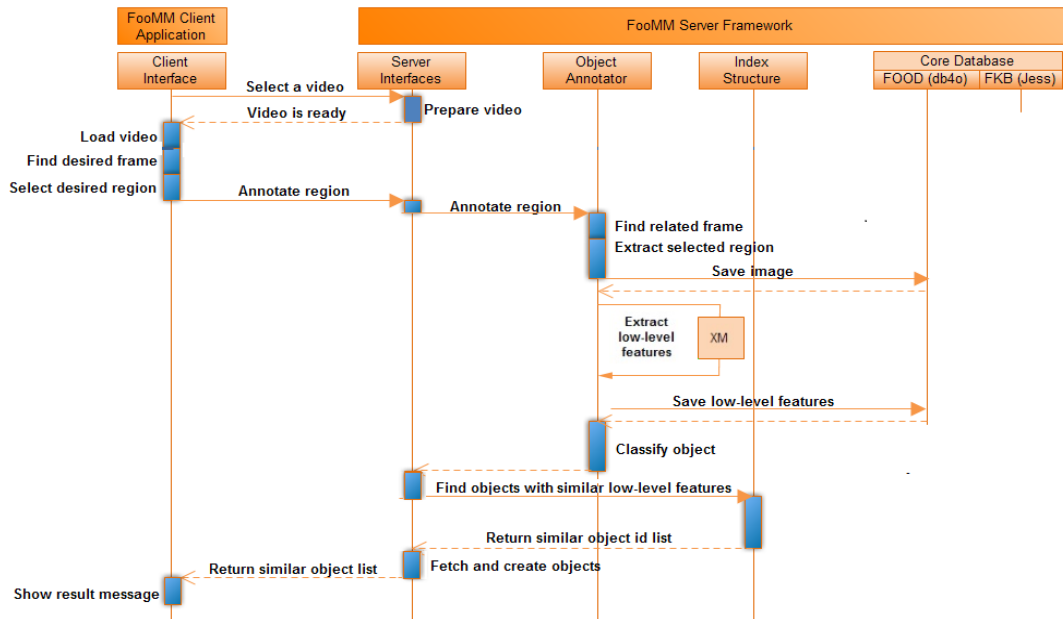 FooMM Client
Application
FooMM Server Framework
Client
Interface
Server
Interfaces
Object
Annotator
Index
Structure
Core Database
FOOD (db4o)
FKB (Jess)
Select a video
Prepare video
Video is ready
Load video
Find desired frame
Select desired region
Annotate region
Annotate region
Find related frame
Extract selected region
Save image
Extract
low-level
features
XM
Save low-level features
Classify object
Find objects with similar low-level features
Return similar object id list
Fetch and create objects
Return similar object list
Show result message